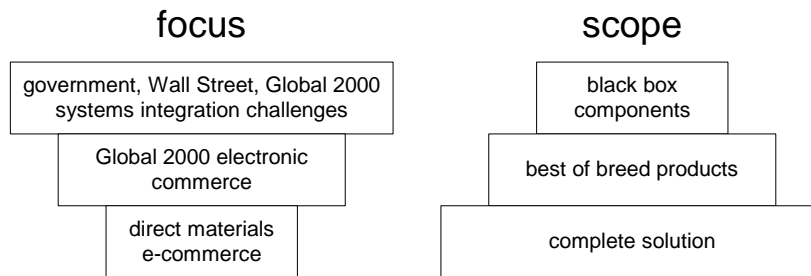 focus
government, Wall Street, Global 2000
systems integration challenges
Global 2000 electronic
commerce
direct materials
e-commerce
scope
black box
components
best of breed products
complete solution